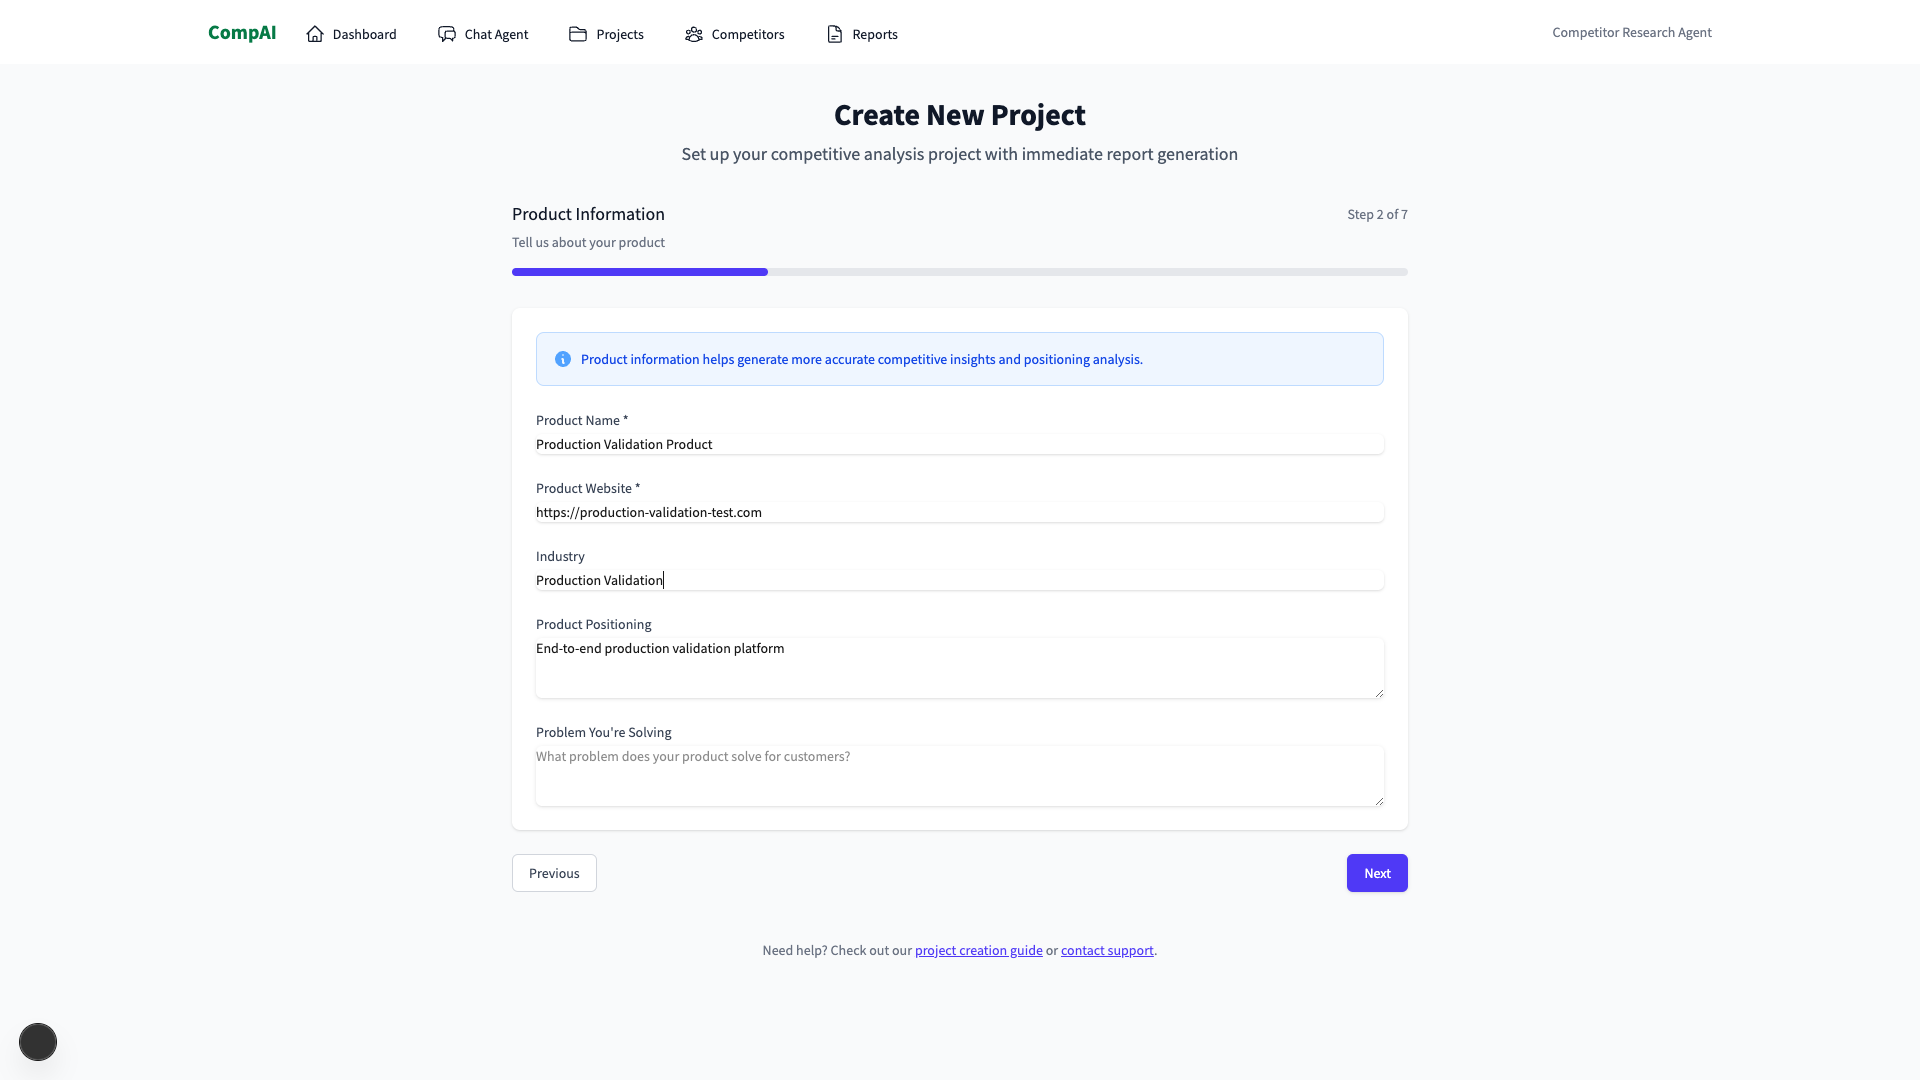 CompAI
Dashboard
Chat Agent
Projects
Competitors
Reports
Competitor Research Agent
Create New Project
Set up your competitive analysis project with immediate report generation
Product Information
Step 2 of 7
Tell us about your product
Product information helps generate more accurate competitive insights and positioning analysis.
Product Name *
Production Validation Product
Product Website *
https://production-validation-test.com
Industry
Production Validation
Product Positioning
End-to-end production validation platform
Problem You're Solving
What problem does your product solve for customers?
Previous
Next
Need help? Check out our project creation guide or contact support.